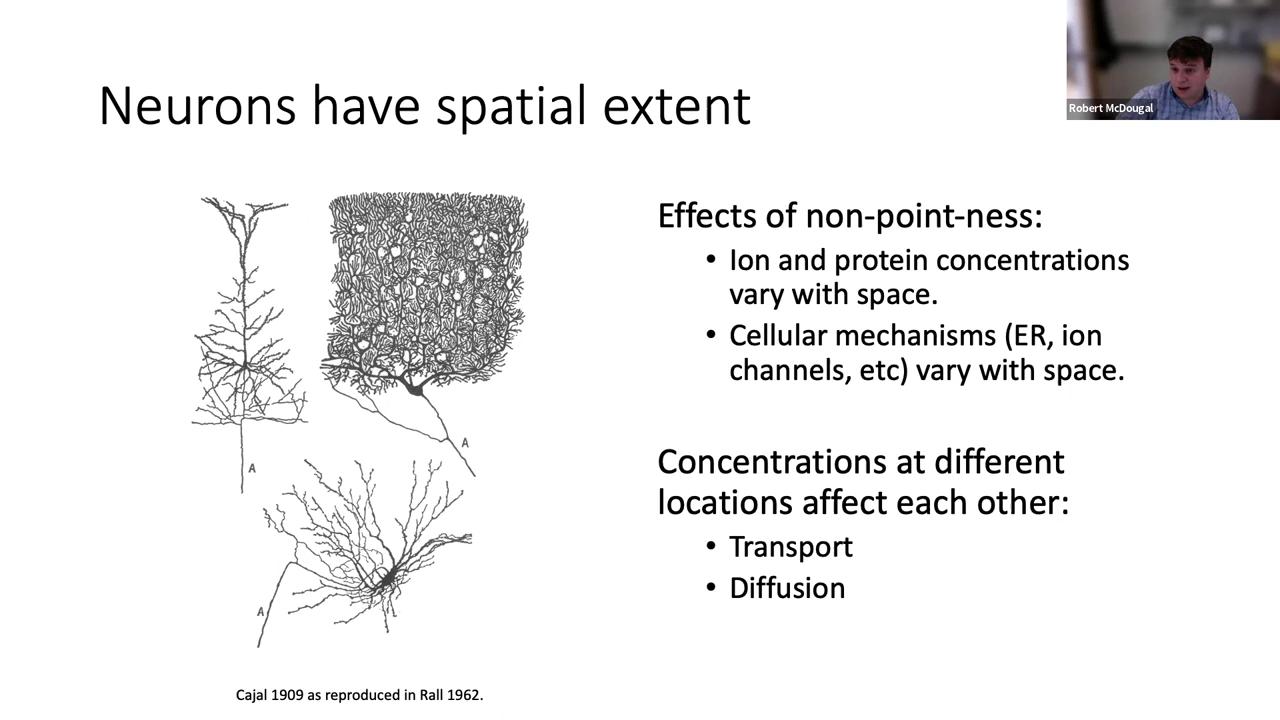 Robert McDougal
Neurons have spatial extent
A
A
A
Cajal 1909 as reproduced in Rall 1962.
Effects of non-point-ness:
• Ion and protein concentrations
vary with space.
• Cellular mechanisms (ER, ion
channels, etc) vary with space.
Concentrations at different
locations affect each other:
• Transport
• Diffusion